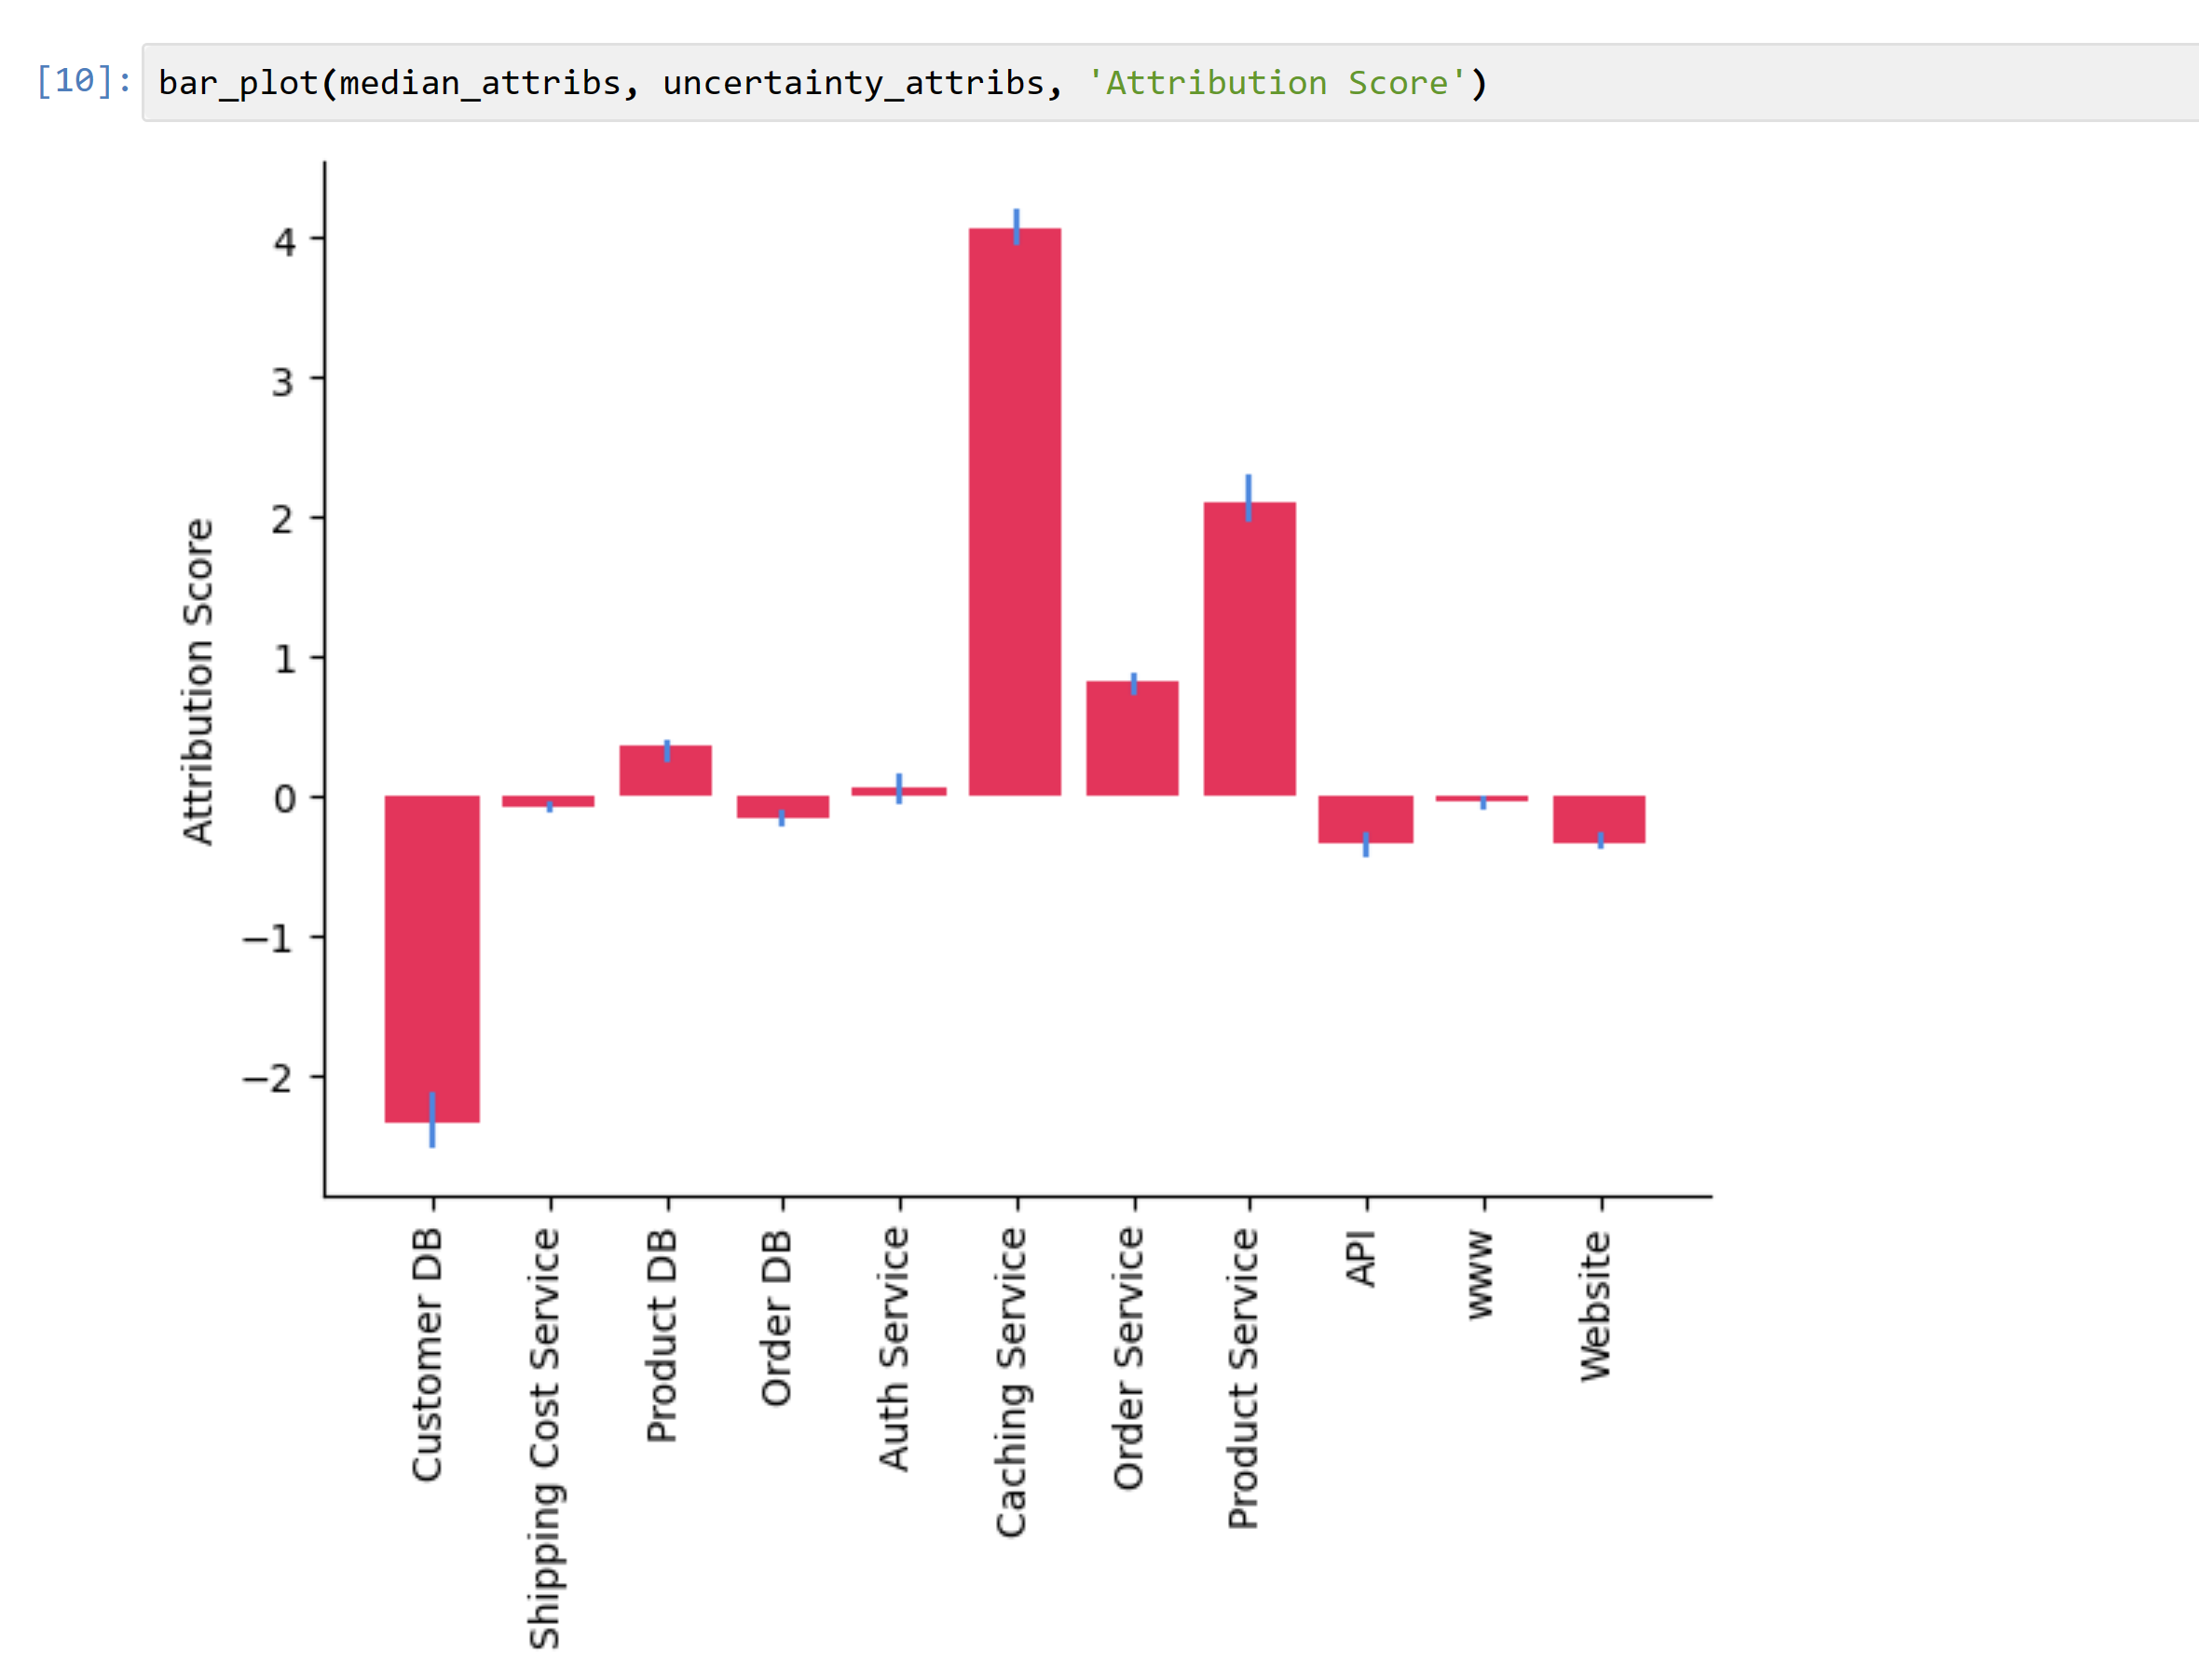 [10]: bar_plot(median_attribs, uncertainty_attribs, 'Attribution Score')
Attribution Score
4
3
2
1
0
−1
−2
Customer DB
Shipping Cost Service
Product DB
Order DB
Auth Service
Caching Service
Order Service
Product Service
API
www
Website